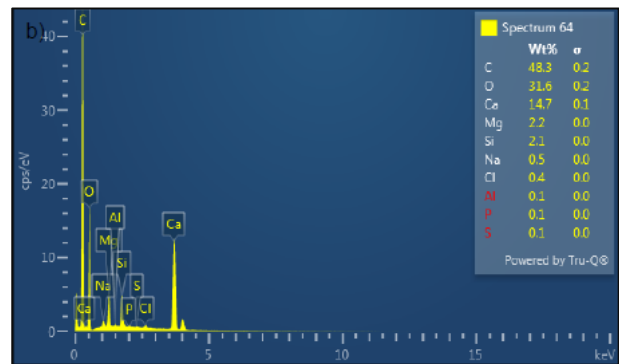 b)
cps/eV
40
30
20
10
0
C
O
Al
Mg
Si
Ca
Na
S
Ca
P
Cl
0
5
10
15
keV
Spectrum 64
Wt% σ
C 48.3 0.2
O 31.6 0.2
Ca 14.7 0.1
Mg 2.2 0.0
Si 2.1 0.0
Na 0.5 0.0
Cl 0.4 0.0
Al 0.1 0.0
P 0.1 0.0
S 0.1 0.0
Powered by Tru-Q®